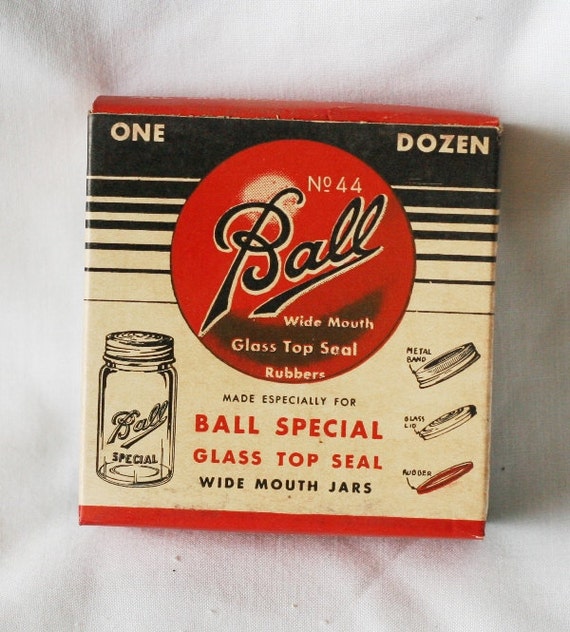 ONE DOZEN
Nº 44
Ball
Wide Mouth
Glass Top Seal
Rubbers
MADE ESPECIALLY FOR
BALL SPECIAL
GLASS TOP SEAL
WIDE MOUTH JARS
Ball
SPECIAL
METAL
BAND
GLASS
LID
RUBBER